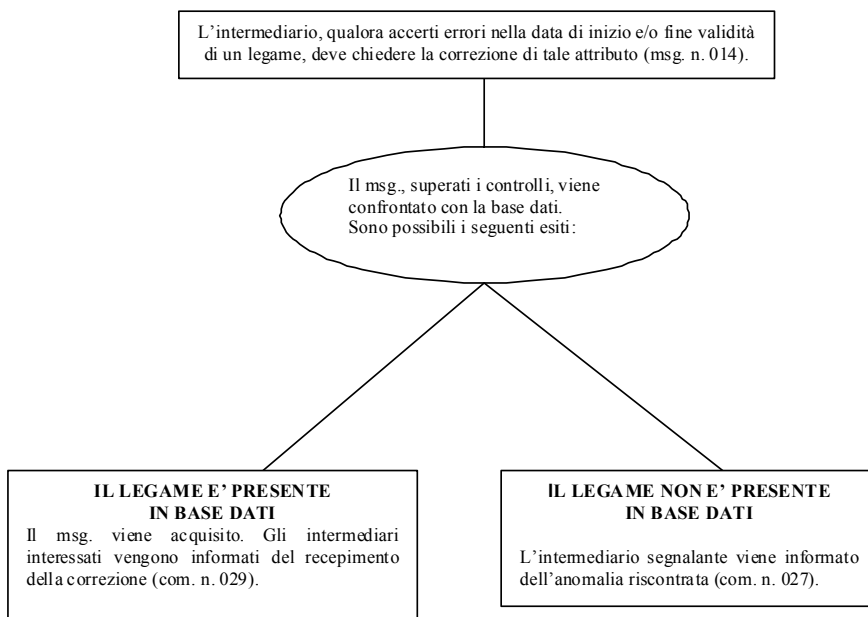 L'intermediario, qualora accerti errori nella data di inizio e/o fine validità
di un legame, deve chiedere la correzione di tale attributo (msg. n. 014).
Il msg., superati i controlli, viene
confrontato con la base dati.
Sono possibili i seguenti esiti:
IL LEGAME E' PRESENTE
IN BASE DATI
Il msg. viene acquisito. Gli intermediari
interessati vengono informati del recepimento
della correzione (com. n. 029).
IL LEGAME NON E' PRESENTE
IN BASE DATI
L'intermediario segnalante viene informato
dell'anomalia riscontrata (com. n. 027).